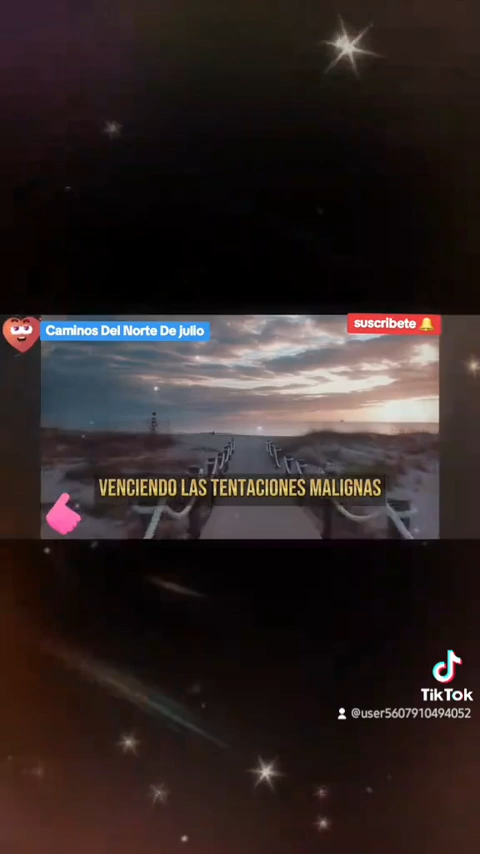 Caminos Del Norte De julio
suscribete
VENCIENDO LAS TENTACIONES MALIGNAS
TikTok
@user5607910494052